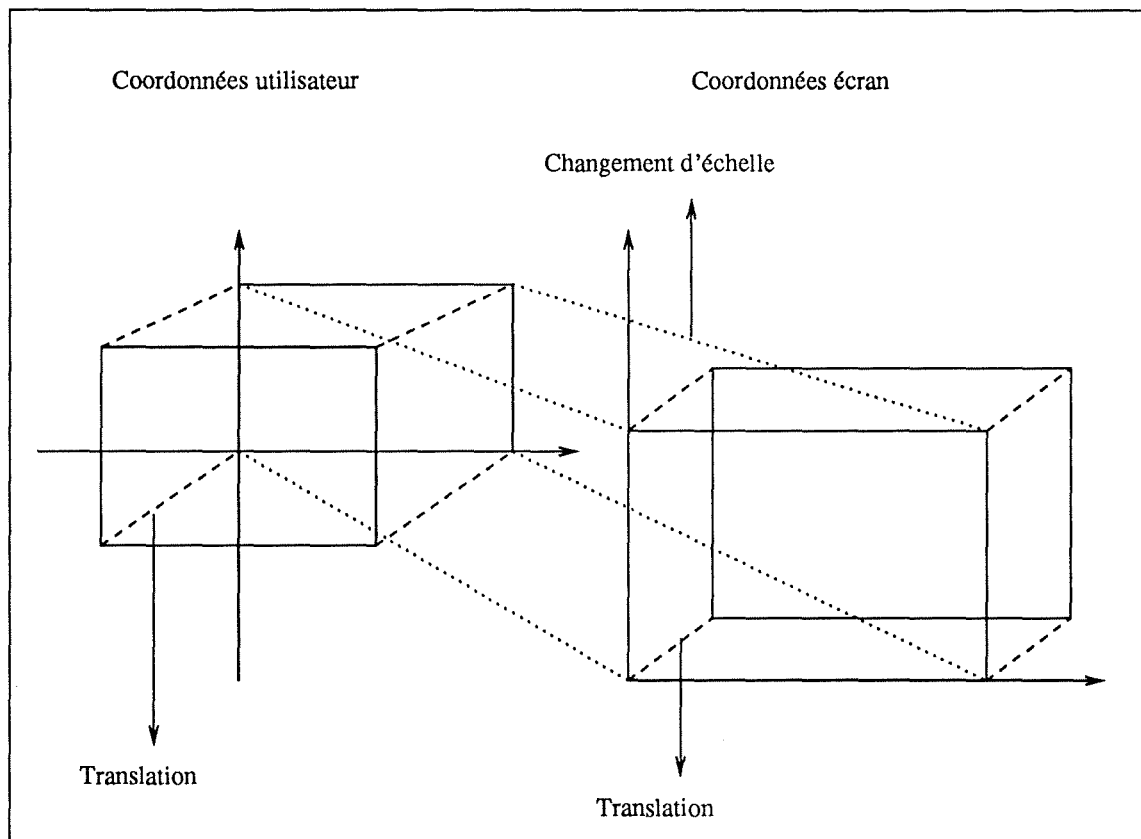 Coordonnées utilisateur
Coordonnées écran
Changement d'échelle
Translation
Translation